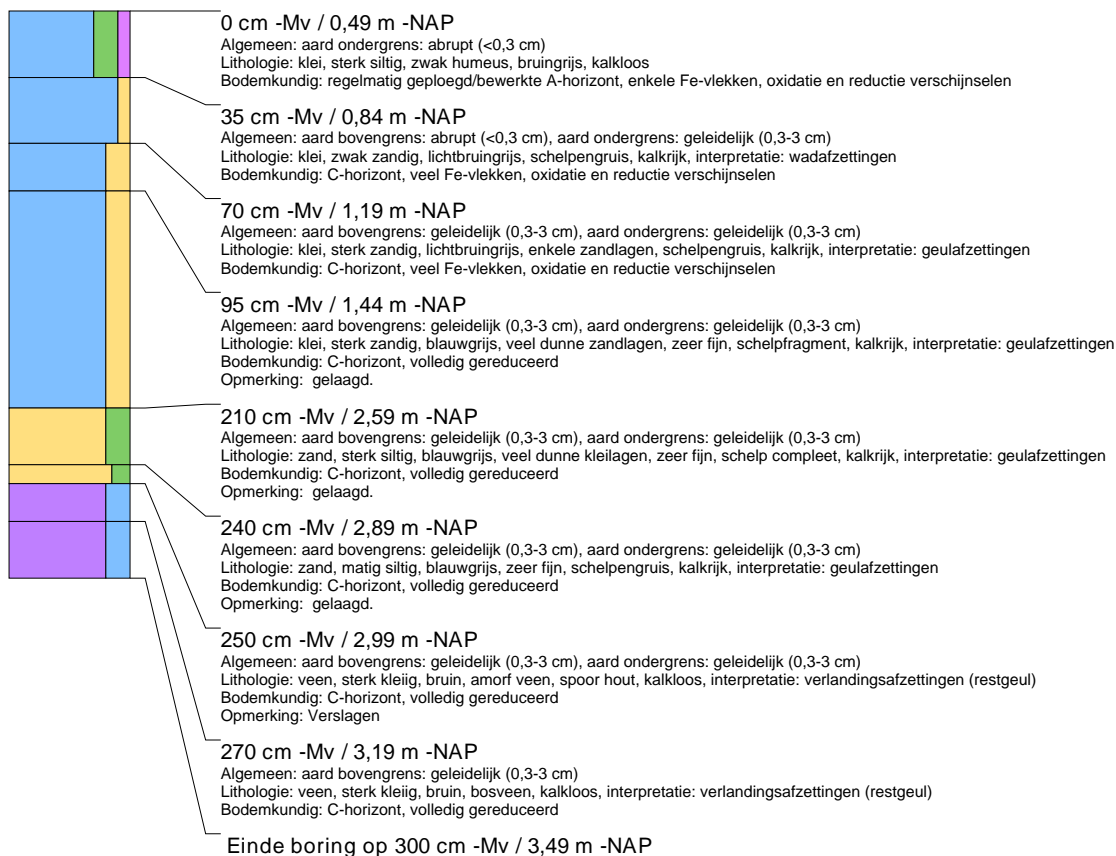 0 cm -Mv / 0,49 m -NAP
Algemeen: aard ondergrens: abrupt (<0,3 cm)
Lithologie: klei, sterk siltig, zwak humeus, bruingrijs, kalkloos
Bodemkundig: regelmatig geploegd/bewerkte A-horizont, enkele Fe-vlekken, oxidatie en reductie verschijnselen
35 cm -Mv / 0,84 m -NAP
Algemeen: aard bovengrens: abrupt (<0,3 cm), aard ondergrens: geleidelijk (0,3-3 cm)
Lithologie: klei, zwak zandig, lichtbruingrijs, schelpengruis, kalkrijk, interpretatie: wadafzettingen
Bodemkundig: C-horizont, veel Fe-vlekken, oxidatie en reductie verschijnselen
70 cm -Mv / 1,19 m -NAP
Algemeen: aard bovengrens: geleidelijk (0,3-3 cm), aard ondergrens: geleidelijk (0,3-3 cm)
Lithologie: klei, sterk zandig, lichtbruingrijs, enkele zandlagen, schelpengruis, kalkrijk, interpretatie: geulafzettingen
Bodemkundig: C-horizont, veel Fe-vlekken, oxidatie en reductie verschijnselen
95 cm -Mv / 1,44 m -NAP
Algemeen: aard bovengrens: geleidelijk (0,3-3 cm), aard ondergrens: geleidelijk (0,3-3 cm)
Lithologie: klei, sterk zandig, blauwgrijs, veel dunne zandlagen, zeer fijn, schelpfragment, kalkrijk, interpretatie: geulafzettingen
Bodemkundig: C-horizont, volledig gereduceerd
Opmerking: gelaagd.
210 cm -Mv / 2,59 m -NAP
Algemeen: aard bovengrens: geleidelijk (0,3-3 cm), aard ondergrens: geleidelijk (0,3-3 cm)
Lithologie: zand, sterk siltig, blauwgrijs, veel dunne kleilagen, zeer fijn, schelp compleet, kalkrijk, interpretatie: geulafzettingen
Bodemkundig: C-horizont, volledig gereduceerd
Opmerking: gelaagd.
240 cm -Mv / 2,89 m -NAP
Algemeen: aard bovengrens: geleidelijk (0,3-3 cm), aard ondergrens: geleidelijk (0,3-3 cm)
Lithologie: zand, matig siltig, blauwgrijs, zeer fijn, schelpengruis, kalkrijk, interpretatie: geulafzettingen
Bodemkundig: C-horizont, volledig gereduceerd
Opmerking: gelaagd.
250 cm -Mv / 2,99 m -NAP
Algemeen: aard bovengrens: geleidelijk (0,3-3 cm), aard ondergrens: geleidelijk (0,3-3 cm)
Lithologie: veen, sterk kleiig, bruin, amorf veen, spoor hout, kalkloos, interpretatie: verlandingsafzettingen (restgeul)
Bodemkundig: C-horizont, volledig gereduceerd
Opmerking: Verslagen
270 cm -Mv / 3,19 m -NAP
Algemeen: aard bovengrens: geleidelijk (0,3-3 cm)
Lithologie: veen, sterk kleiig, bruin, bosveen, kalkloos, interpretatie: verlandingsafzettingen (restgeul)
Bodemkundig: C-horizont, volledig gereduceerd
Einde boring op 300 cm -Mv / 3,49 m -NAP